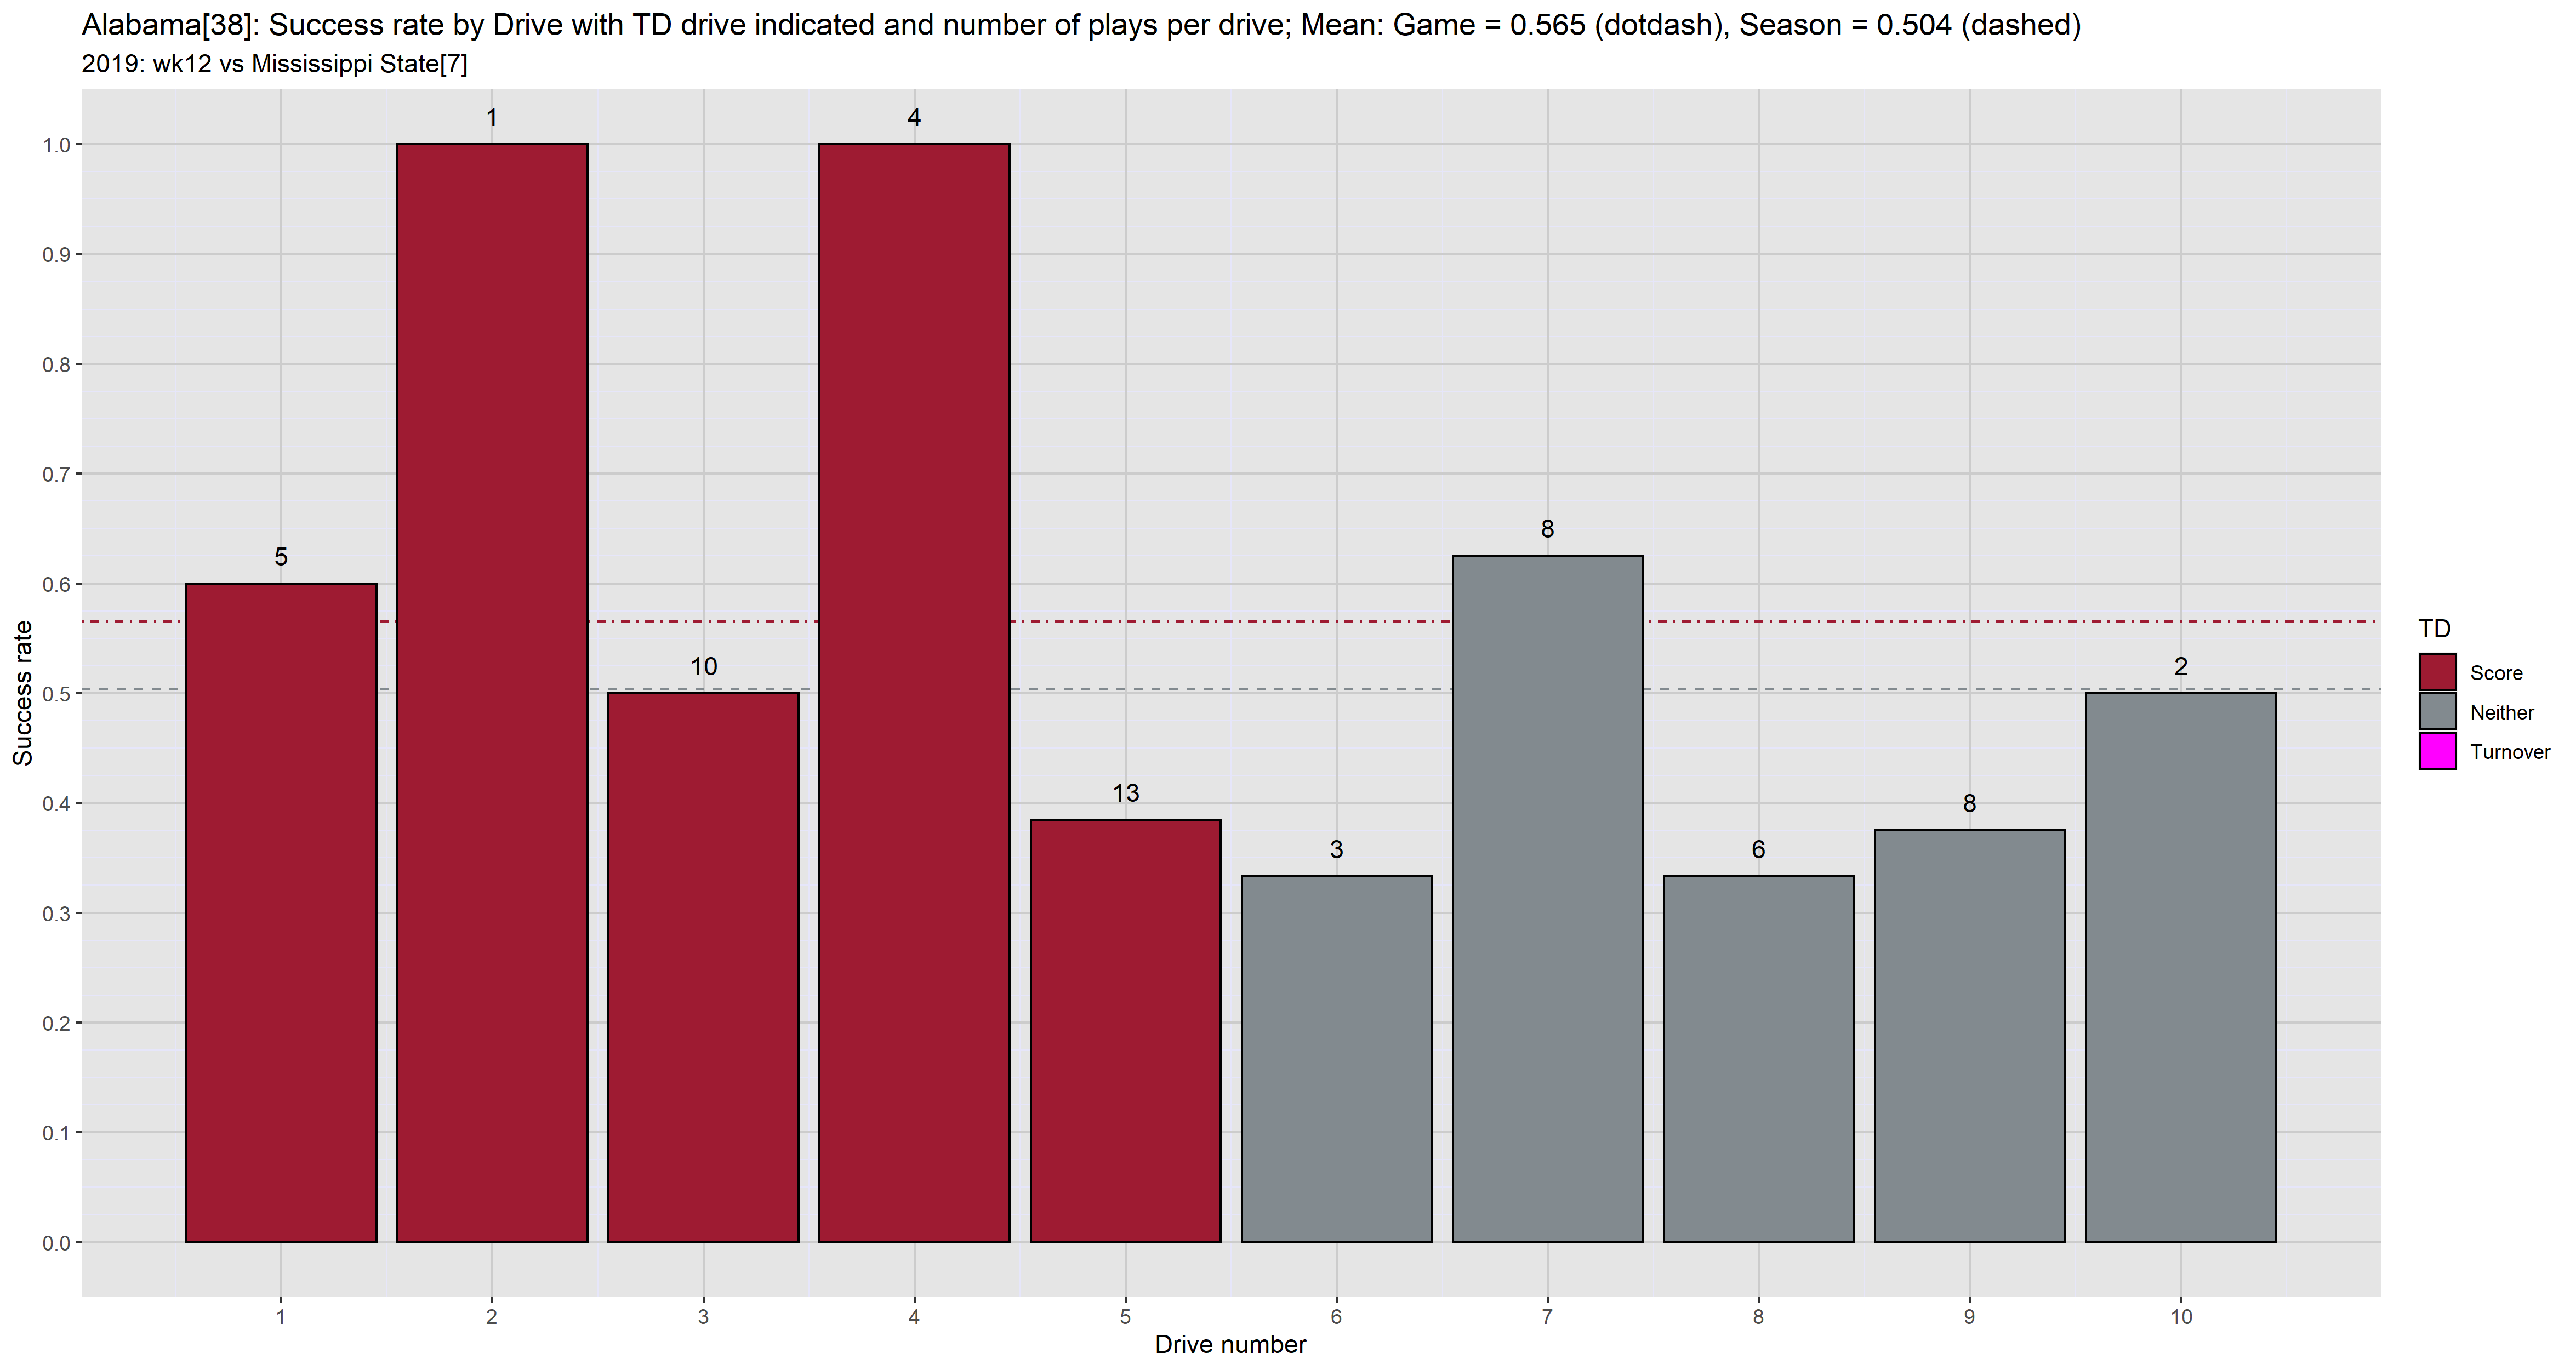 Alabama[38]: Success rate by Drive with TD drive indicated and number of plays per drive; Mean: Game = 0.565 (dotdash), Season = 0.504 (dashed)
2019: wk12 vs Mississippi State[7]
1
4
1.0
0.9
0.8
0.7
8
5
0.6
10
2
0.5
13
8
0.4
3
6
0.3
0.2
0.1
0.0
Success rate
1 2 3 4 5 6 7 8 9 10
Drive number
TD
Score
Neither
Turnover